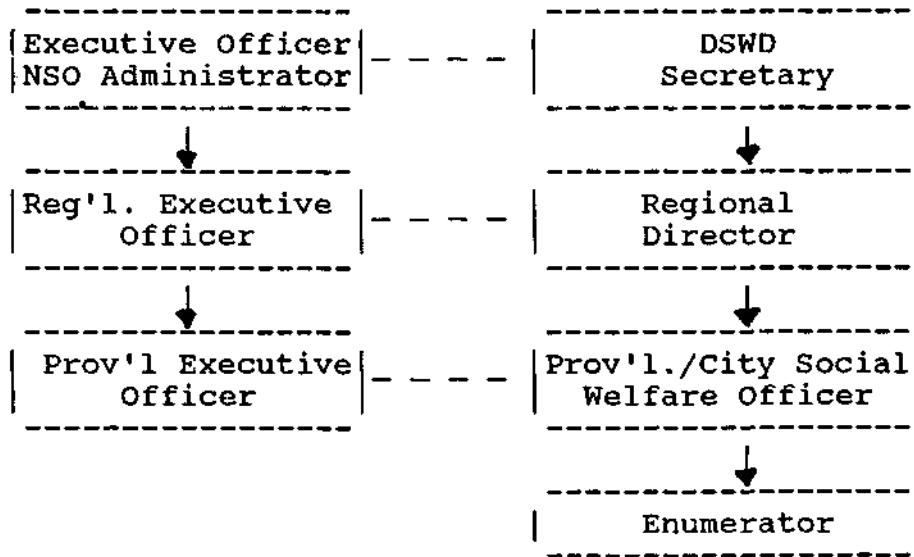 Executive Officer
NSO Administrator
DSWD
Secretary
Reg'l. Executive
Officer
Regional
Director
Prov'l Executive
Officer
Prov'l./City Social
Welfare Officer
Enumerator